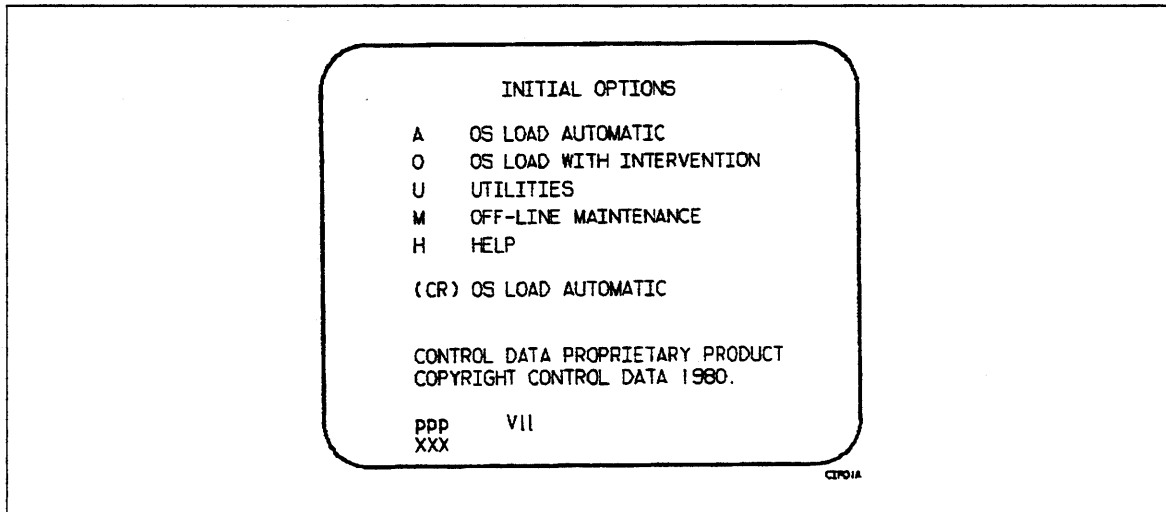 INITIAL OPTIONS
A OS LOAD AUTOMATIC
O OS LOAD WITH INTERVENTION
U UTILITIES
M OFF-LINE MAINTENANCE
H HELP
(CR) OS LOAD AUTOMATIC
CONTROL DATA PROPRIETARY PRODUCT
COPYRIGHT CONTROL DATA 1980.
PPP Vll
XXX